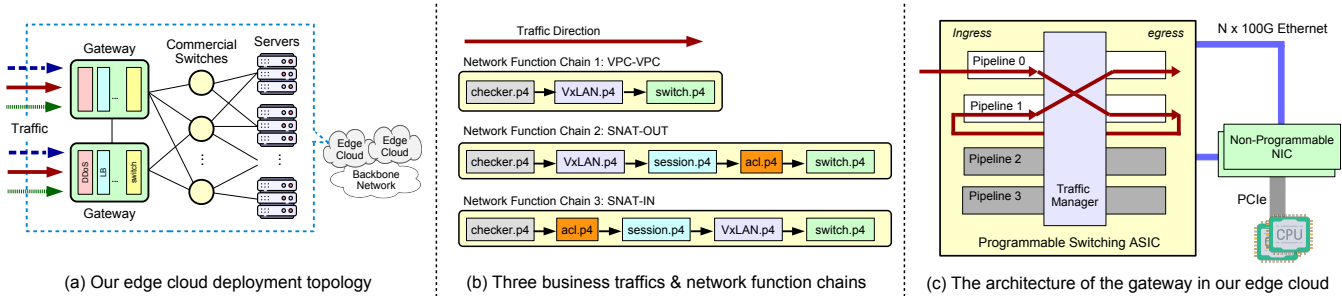 Gateway
Commercial
Switches
Servers
Traffic
DDoS
LB
...
switch
Gateway
...
Edge
Cloud
Edge
Cloud
Backbone
Network
(a) Our edge cloud deployment topology
Traffic Direction
Network Function Chain 1: VPC-VPC
checker.p4 VxLAN.p4 switch.p4
Network Function Chain 2: SNAT-OUT
checker.p4 VxLAN.p4 session.p4 acl.p4 switch.p4
Network Function Chain 3: SNAT-IN
checker.p4 acl.p4 session.p4 VxLAN.p4 switch.p4
(b) Three business traffics & network function chains
Ingress egress
Pipeline 0
Pipeline 1
Pipeline 2
Pipeline 3
Traffic
Manager
Programmable Switching ASIC
N x 100G Ethernet
Non-Programmable
NIC
PCIe
CPU
(c) The architecture of the gateway in our edge cloud